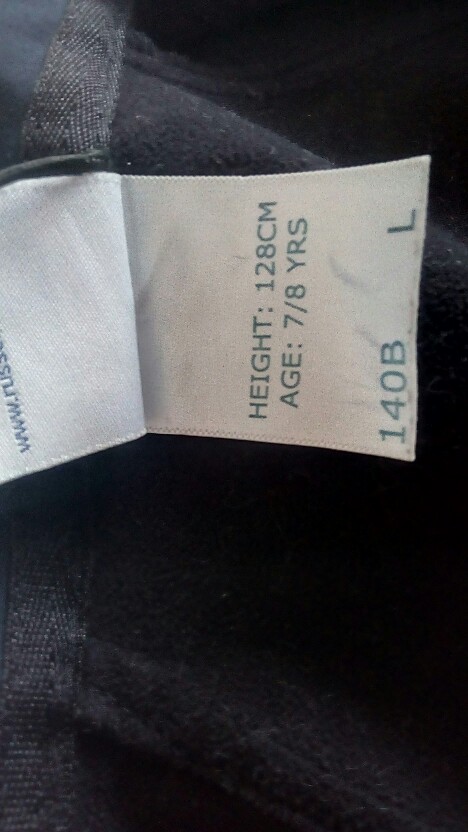 HEIGHT: 128CM
AGE: 7/8 YRS
140B L